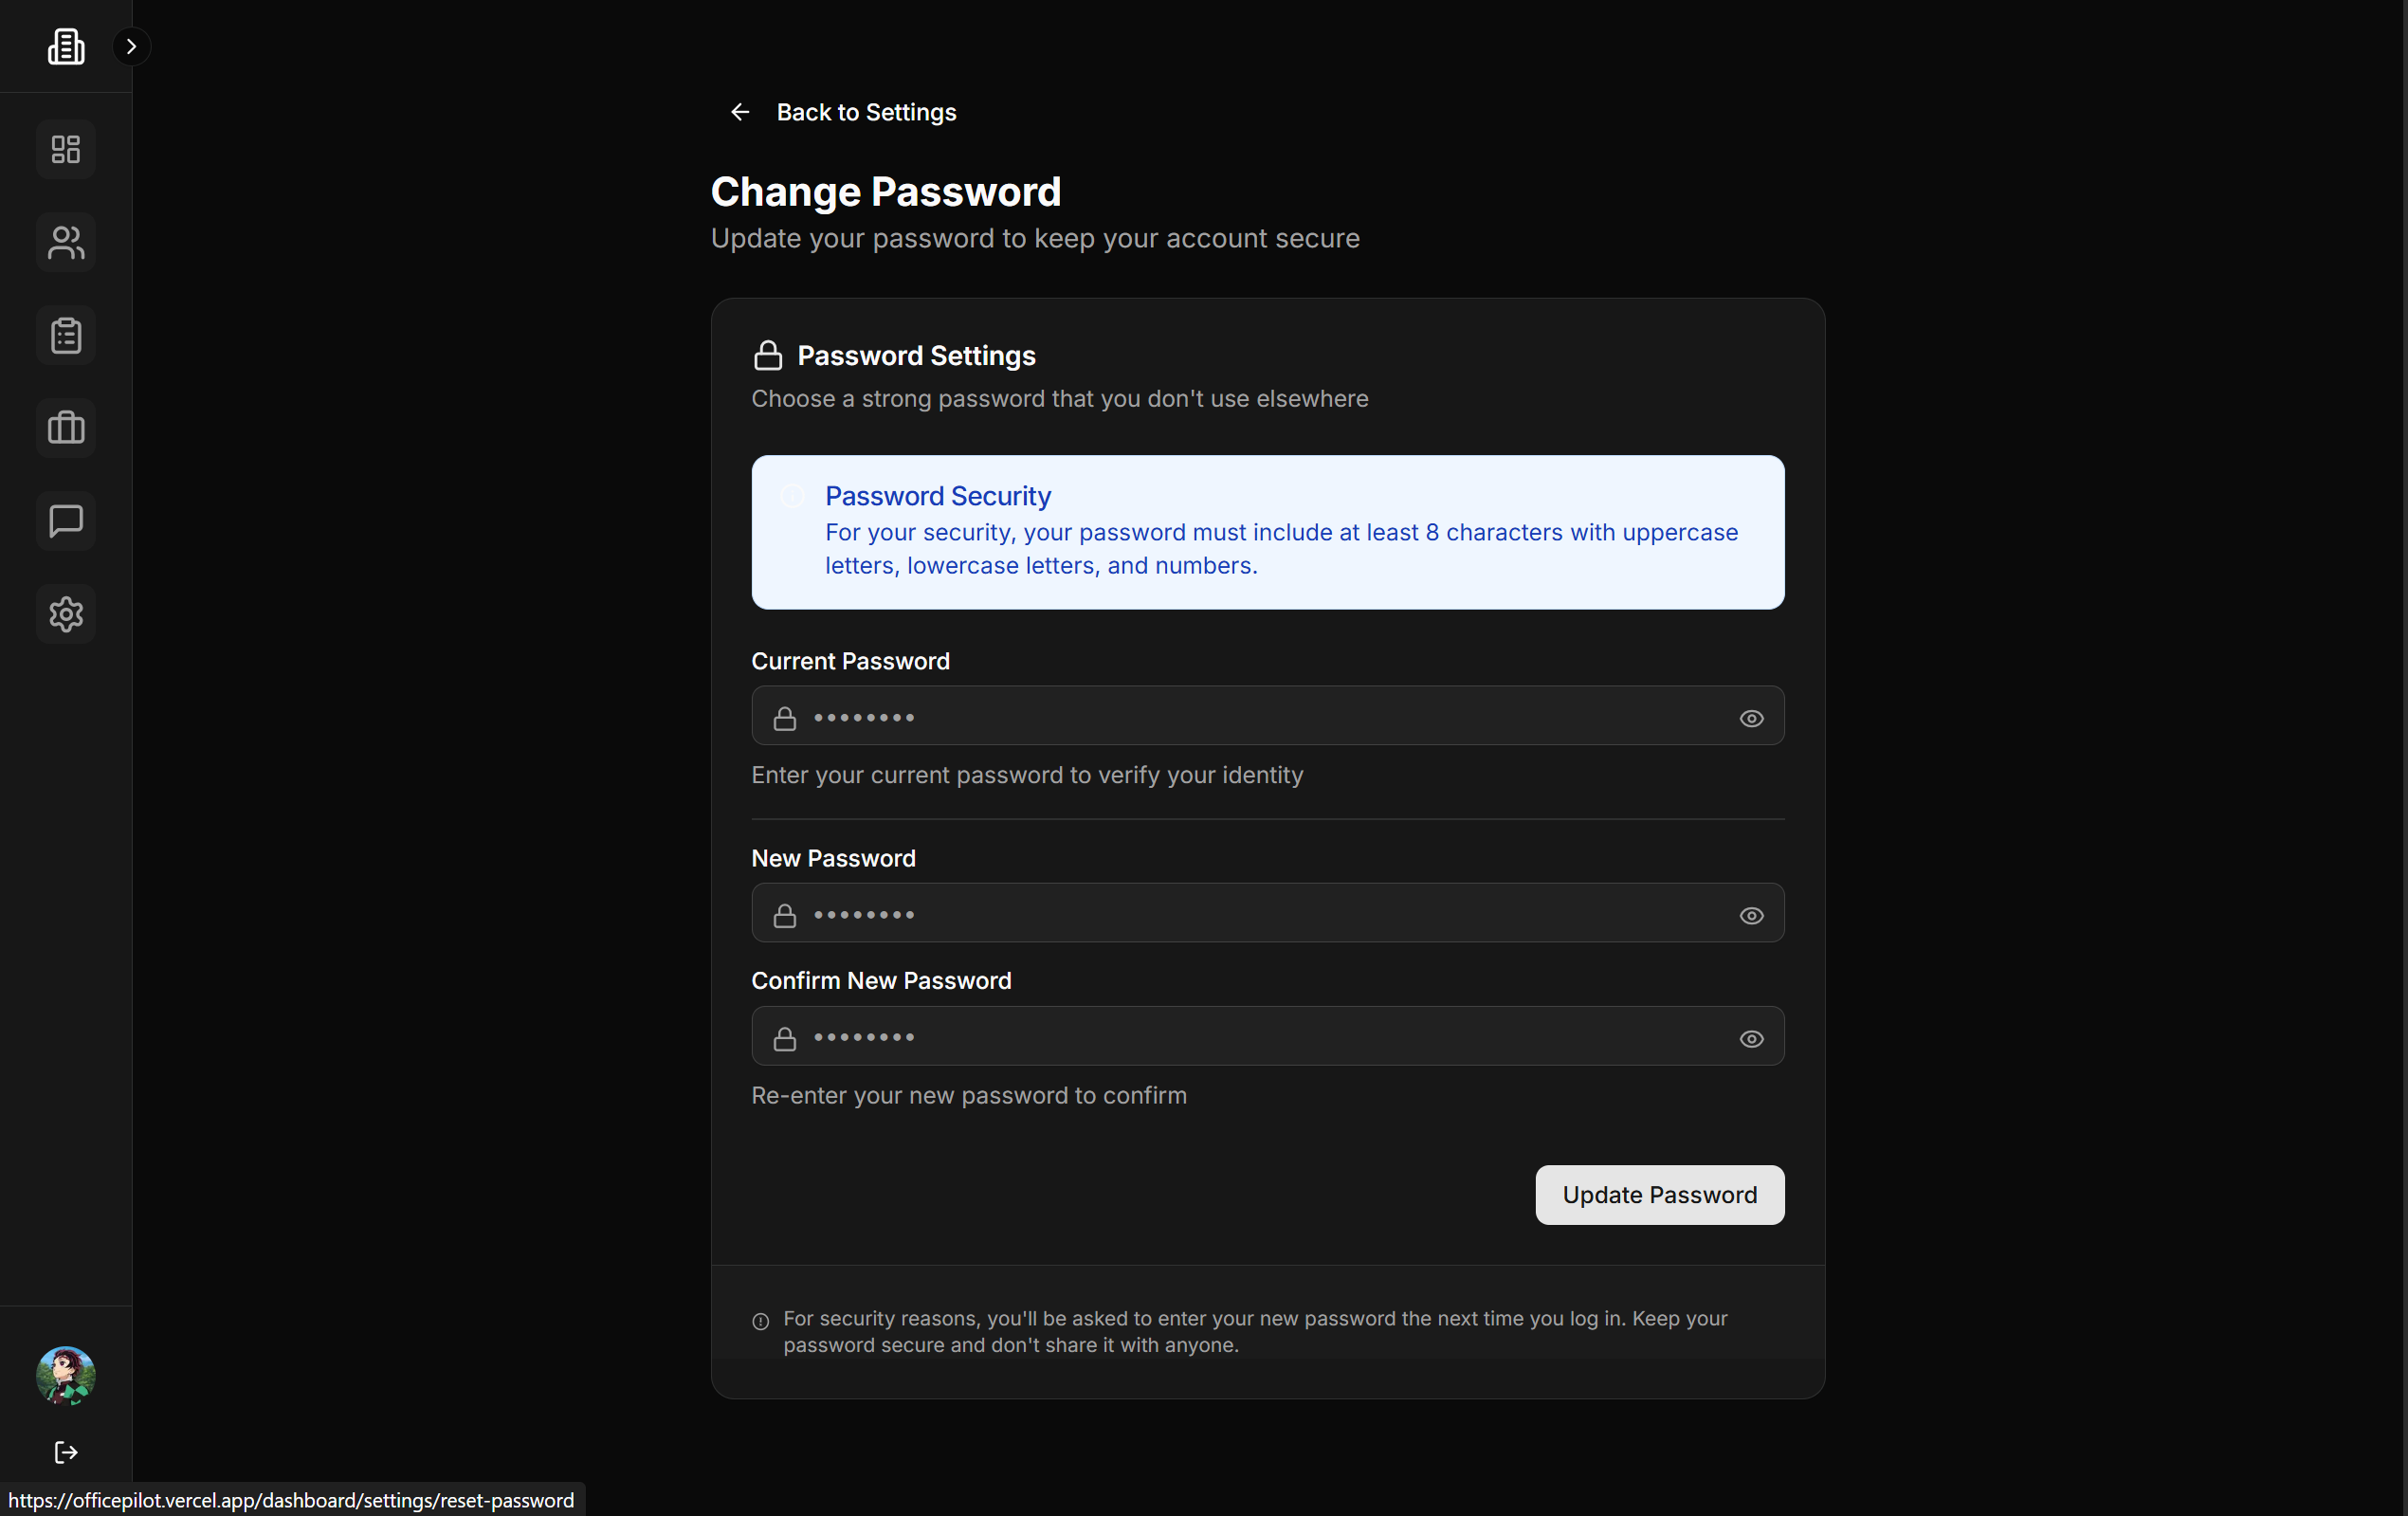 Back to Settings
Change Password
Update your password to keep your account secure
Password Settings
Choose a strong password that you don't use elsewhere
Password Security
For your security, your password must include at least 8 characters with uppercase
letters, lowercase letters, and numbers.
Current Password
••••••••
Enter your current password to verify your identity
New Password
••••••••
Confirm New Password
••••••••
Re-enter your new password to confirm
Update Password
For security reasons, you'll be asked to enter your new password the next time you log in. Keep your
password secure and don't share it with anyone.
https://officepilot.vercel.app/dashboard/settings/reset-password